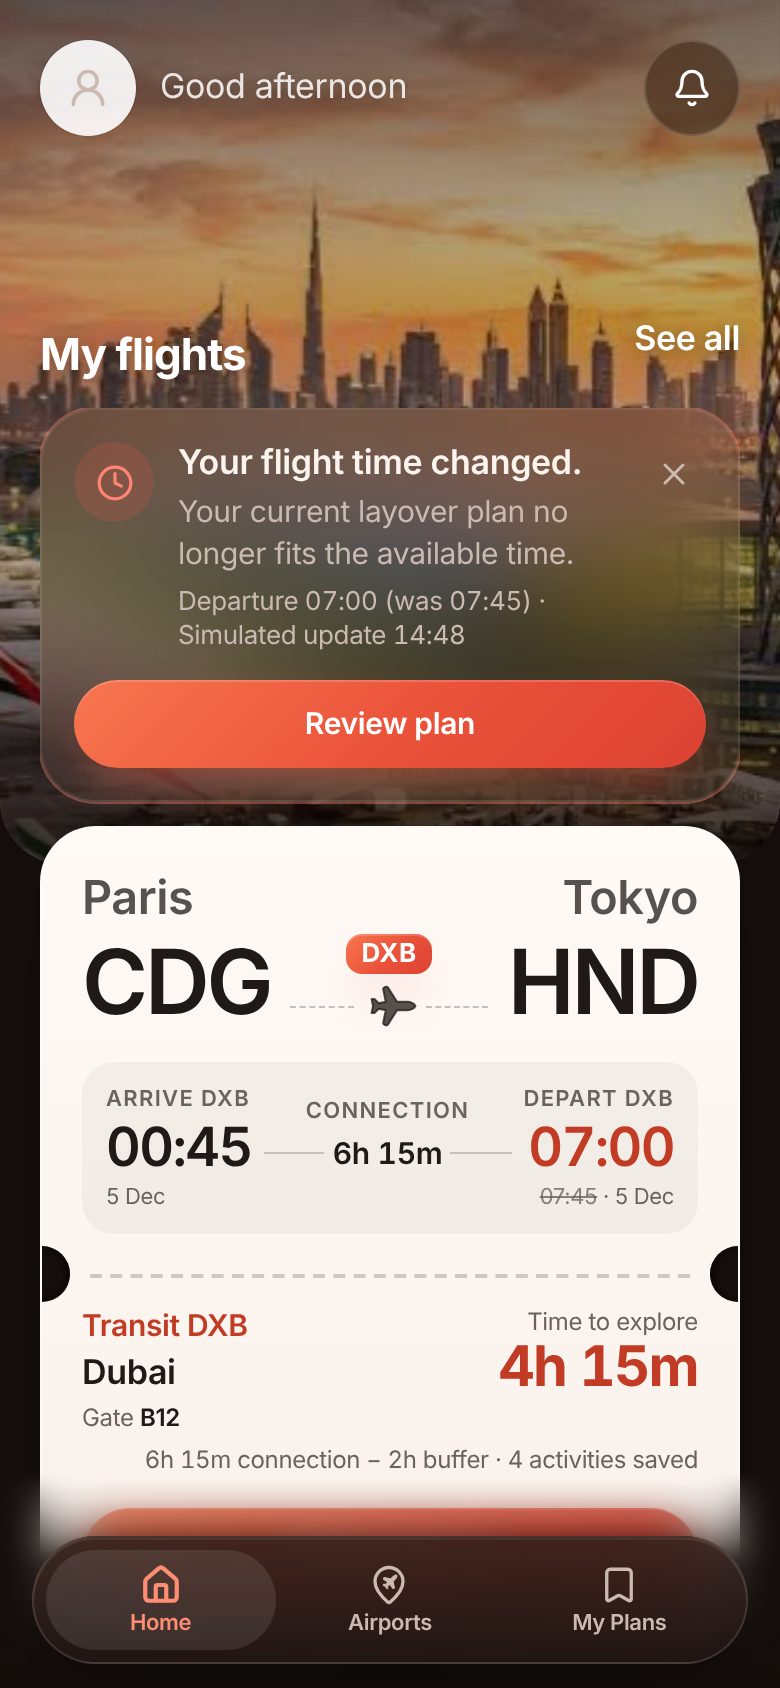 Good afternoon
My flights
See all
Your flight time changed.
Your current layover plan no
longer fits the available time.
Departure 07:00 (was 07:45) ·
Simulated update 14:48
Review plan
Paris
Tokyo
CDG
DXB
HND
ARRIVE DXB
CONNECTION
DEPART DXB
00:45
6h 15m
07:00
5 Dec
07:45 · 5 Dec
Transit DXB
Time to explore
Dubai
4h 15m
Gate B12
6h 15m connection – 2h buffer · 4 activities saved
Home
Airports
My Plans